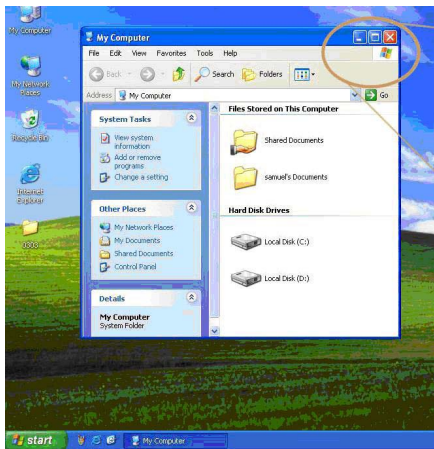 My Computer
My Network
Places
Recycle Bin
Internet
Explorer
0303
My Computer
File Edit View Favorites Tools Help
Back Search Folders
Address My Computer Go
System Tasks
View system
information
Add or remove
programs
Change a setting
Other Places
My Network Places
My Documents
Shared Documents
Control Panel
Details
My Computer
System Folder
Files Stored on This Computer
Shared Documents
samuel's Documents
Hard Disk Drives
Local Disk (C:)
Local Disk (D:)
start My Computer